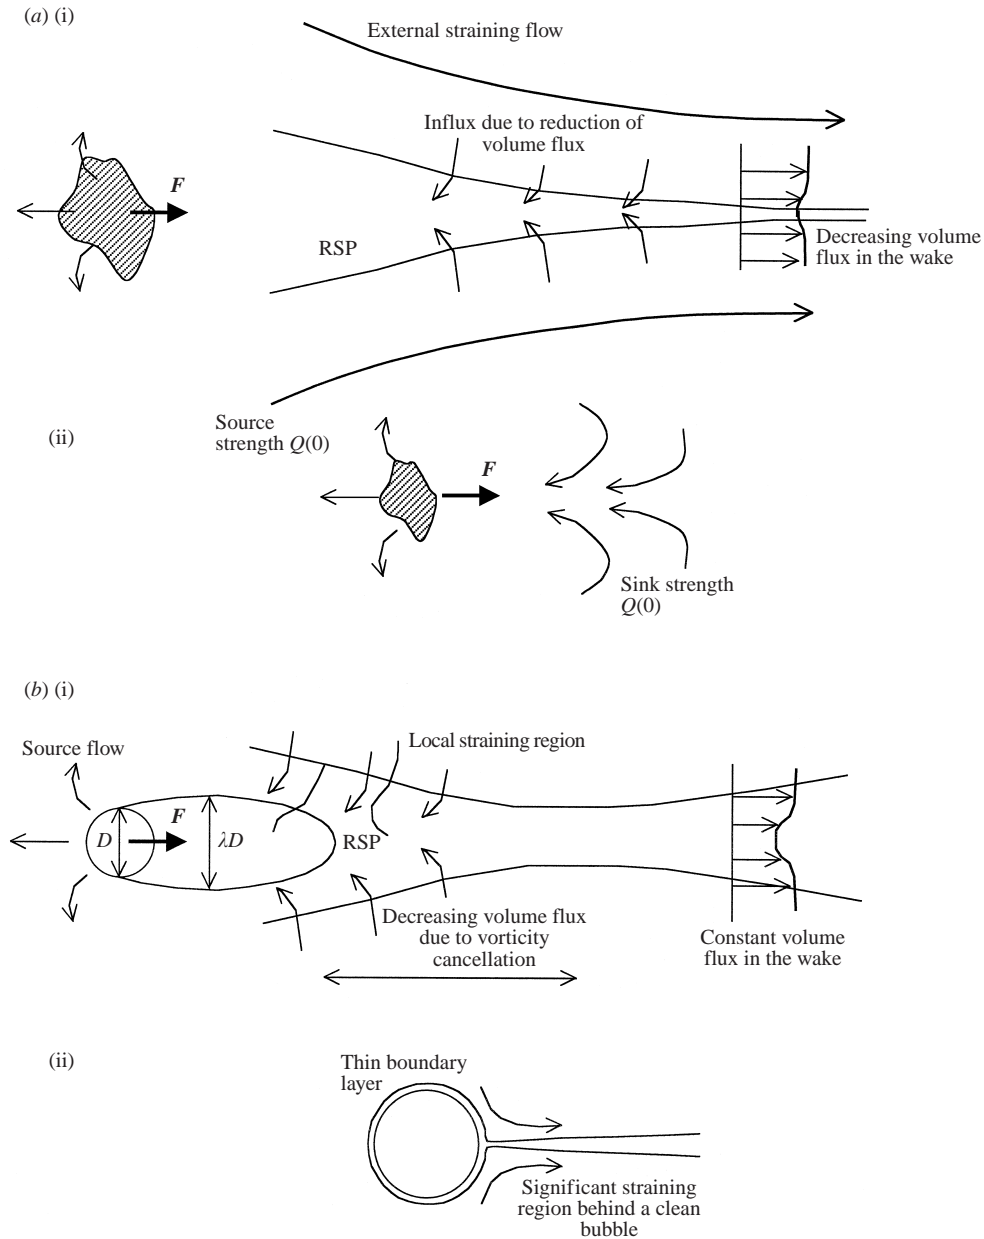 (a) (i)
External straining flow
Influx due to reduction of
volume flux
F
RSP
Decreasing volume
flux in the wake
Source
strength Q(0)
(ii)
F
Sink strength
Q(0)
(b) (i)
Source flow
Local straining region
F
D
λD
RSP
Decreasing volume flux
due to vorticity
cancellation
Constant volume
flux in the wake
(ii)
Thin boundary
layer
Significant straining
region behind a clean
bubble